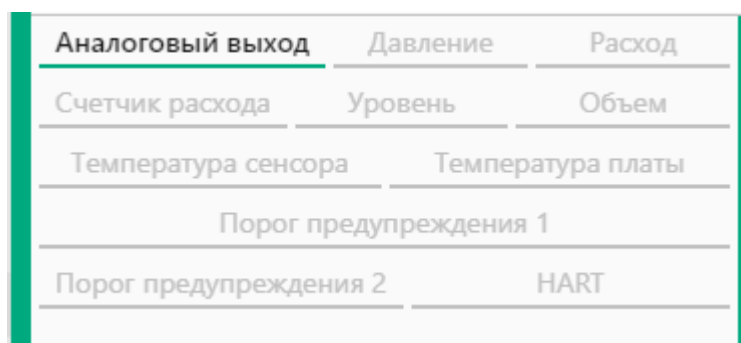 Аналоговый выход Давление Расход
Счетчик расхода Уровень Объем
Температура сенсора Температура платы
Порог предупреждения 1
Порог предупреждения 2 HART